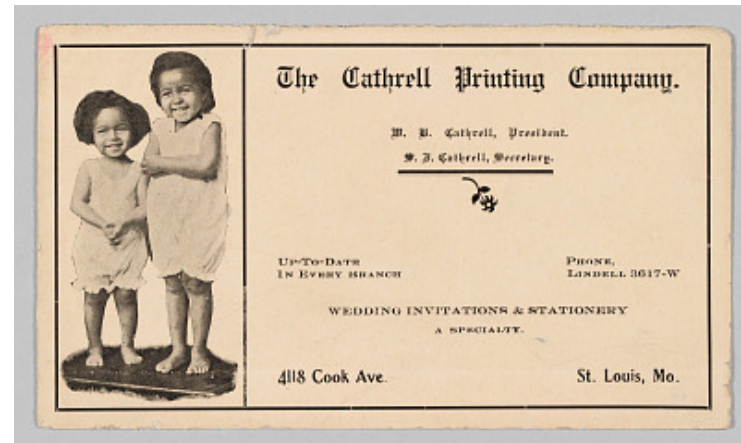 The Cathrell Printing Company.
W. B. Cathrell, President.
S. J. Cathrell, Secretary.
Up-To-Date
In Every Branch
Phone,
Lindell 3617-W
Wedding Invitations & Stationery
A Specialty.
4118 Cook Ave.
St. Louis, Mo.